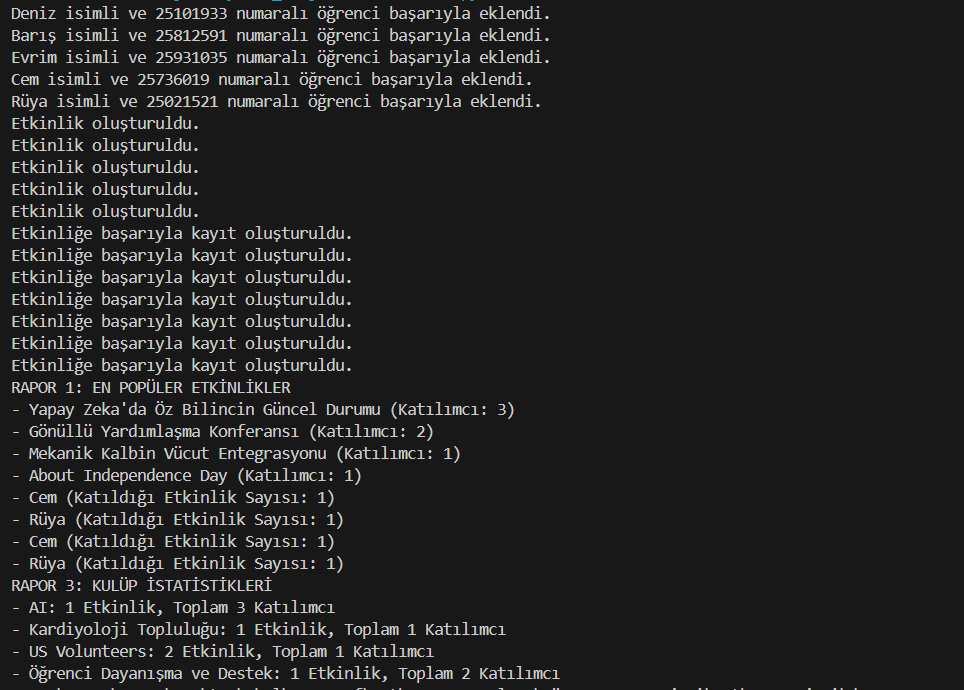 Deniz isimli ve 25101933 numaralı öğrenci başarıyla eklendi.
Barış isimli ve 25812591 numaralı öğrenci başarıyla eklendi.
Evrim isimli ve 25931035 numaralı öğrenci başarıyla eklendi.
Cem isimli ve 25736019 numaralı öğrenci başarıyla eklendi.
Rüya isimli ve 25021521 numaralı öğrenci başarıyla eklendi.
Etkinlik oluşturuldu.
Etkinlik oluşturuldu.
Etkinlik oluşturuldu.
Etkinlik oluşturuldu.
Etkinlik oluşturuldu.
Etkinliğe başarıyla kayıt oluşturuldu.
Etkinliğe başarıyla kayıt oluşturuldu.
Etkinliğe başarıyla kayıt oluşturuldu.
Etkinliğe başarıyla kayıt oluşturuldu.
Etkinliğe başarıyla kayıt oluşturuldu.
Etkinliğe başarıyla kayıt oluşturuldu.
Etkinliğe başarıyla kayıt oluşturuldu.
RAPOR 1: EN POPÜLER ETKİNLİKLER
- Yapay Zeka'da Öz Bilincin Güncel Durumu (Katılımcı: 3)
- Gönüllü Yardımlaşma Konferansı (Katılımcı: 2)
- Mekanik Kalbin Vücut Entegrasyonu (Katılımcı: 1)
- About Independence Day (Katılımcı: 1)
- Cem (Katıldığı Etkinlik Sayısı: 1)
- Rüya (Katıldığı Etkinlik Sayısı: 1)
- Cem (Katıldığı Etkinlik Sayısı: 1)
- Rüya (Katıldığı Etkinlik Sayısı: 1)
RAPOR 3: KULÜP İSTATİSTİKLERİ
- AI: 1 Etkinlik, Toplam 3 Katılımcı
- Kardiyoloji Topluluğu: 1 Etkinlik, Toplam 1 Katılımcı
- US Volunteers: 2 Etkinlik, Toplam 1 Katılımcı
- Öğrenci Dayanışma ve Destek: 1 Etkinlik, Toplam 2 Katılımcı